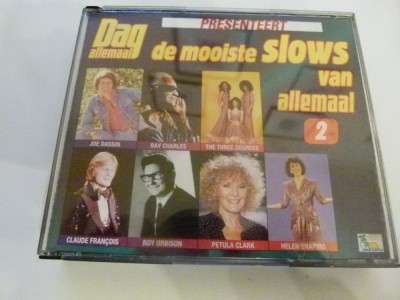 PRESENTEERT
Dag
allemaal
de mooiste slows
van
allemaal
2
JOE DASSIN
RAY CHARLES
THE THREE DEGREES
CLAUDE FRANÇOIS
ROY ORBISON
PETULA CLARK
HELEN SHAPIRO